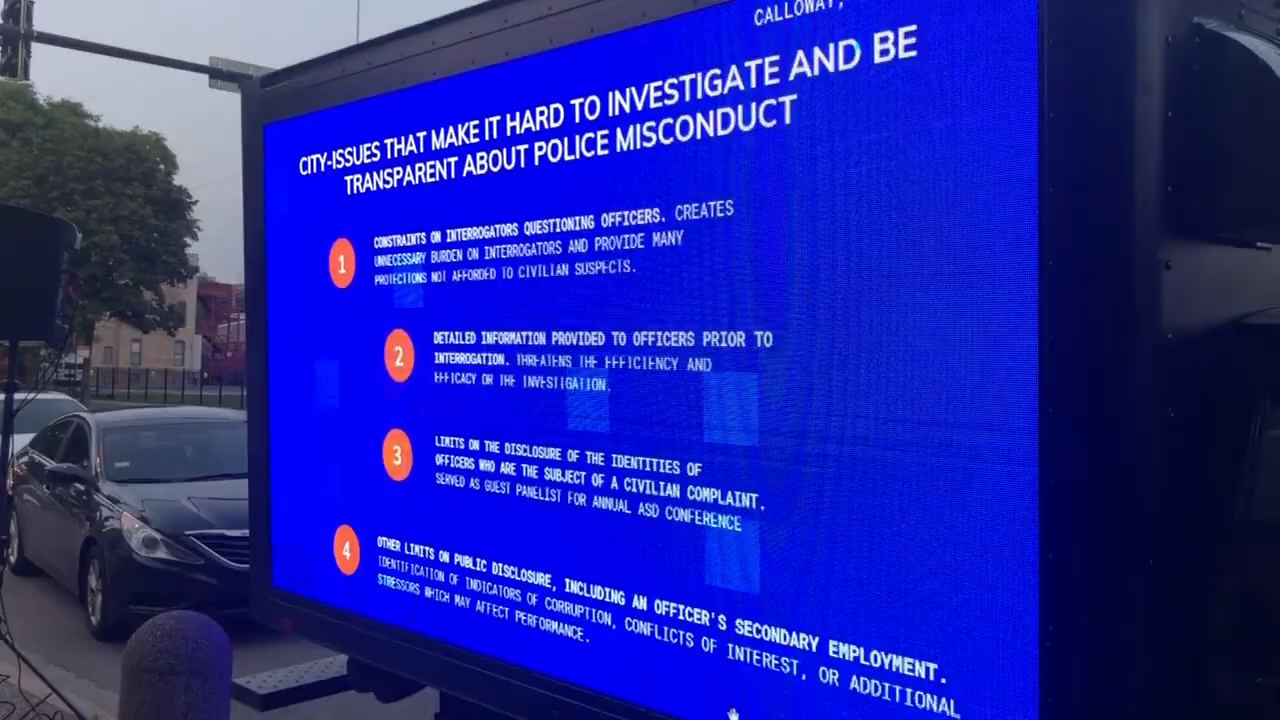 CALLOWAY,
CITY-ISSUES THAT MAKE IT HARD TO INVESTIGATE AND BE
TRANSPARENT ABOUT POLICE MISCONDUCT
1
CONSTRAINTS ON INTERROGATORS QUESTIONING OFFICERS. CREATES
UNNECESSARY BURDEN ON INTERROGATORS AND PROVIDE MANY
PROTECTIONS NOT AFFORDED TO CIVILIAN SUSPECTS.
2
DETAILED INFORMATION PROVIDED TO OFFICERS PRIOR TO
INTERROGATION. THREATENS THE EFFICIENCY AND
EFFICACY OR THE INVESTIGATION.
3
LIMITS ON THE DISCLOSURE OF THE IDENTITIES OF
OFFICERS WHO ARE THE SUBJECT OF A CIVILIAN COMPLAINT.
SERVED AS GUEST PANELIST FOR ANNUAL ASD CONFERENCE
4
OTHER LIMITS ON PUBLIC DISCLOSURE, INCLUDING AN OFFICER'S SECONDARY EMPLOYMENT.
IDENTIFICATION OF INDICATORS OF CORRUPTION, CONFLICTS OF INTEREST, OR ADDITIONAL
STRESSORS WHICH MAY AFFECT PERFORMANCE.